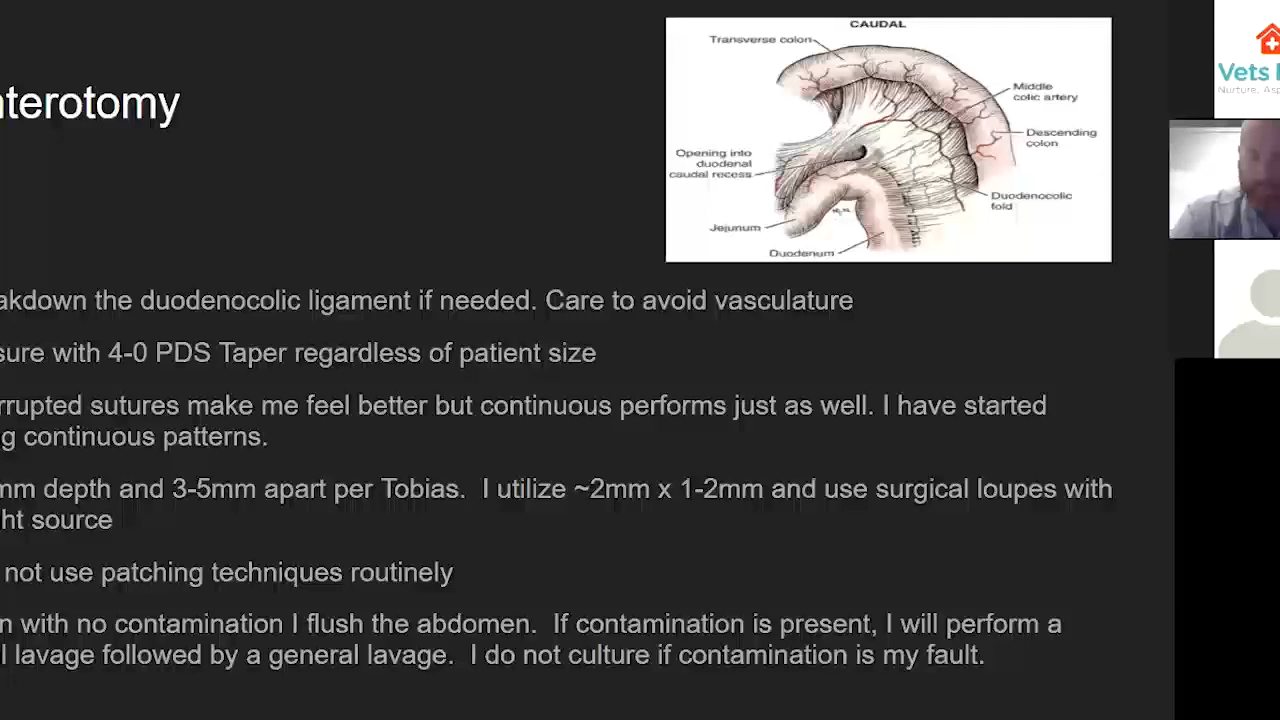 nterotomy
CAUDAL
Transverse colon
Middle
colic artery
Descending
colon
Opening into
duodenal
caudal recess
Duodenocolic
fold
Jejunum
Duodenum
akdown the duodenocolic ligament if needed. Care to avoid vasculature
sure with 4-0 PDS Taper regardless of patient size
rrupted sutures make me feel better but continuous performs just as well. I have started
g continuous patterns.
mm depth and 3-5mm apart per Tobias. I utilize ~2mm x 1-2mm and use surgical loupes with
ht source
not use patching techniques routinely
n with no contamination I flush the abdomen. If contamination is present, I will perform a
l lavage followed by a general lavage. I do not culture if contamination is my fault.
Vets
Nurture, Asp